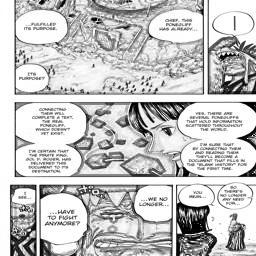 CHIEF, THIS
PONEGLIFF
HAS ALREADY...
...FULFILLED
ITS PURPOSE.
ITS
PURPOSE?
YES, THERE ARE
SEVERAL PONEGLIFFS
THAT HOLD
INFORMATION
SCATTERED
THROUGHOUT
THE WORLD.
I'M SURE THAT
BY CONNECTING THEM
AND READING THEM
THEY'LL BECOME A
DOCUMENT THAT FILLS IN
THE "BLANK HISTORY" FOR
THE FIRST TIME.
CONNECTING
THEM WILL
COMPLETE A TEXT,
THE REAL
PONEGLIFF,
WHICH DOESN'T
YET EXIST.
I'M CERTAIN THAT
THE PIRATE KING,
GOL D. ROGER, HAS
DELIVERED THIS
DOCUMENT TO ITS
DESTINATION.
SO
THERE'S
NO LONGER
ANY NEED
FOR...
YOU
MEAN...
...WE NO
LONGER...
...HAVE
TO FIGHT
ANYMORE?
I
SEE...